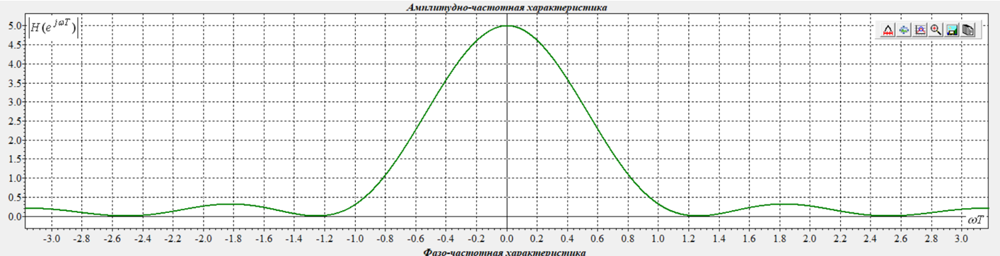 Амплитудно-частотная характеристика
5.0
|H(e^{jωT})|
4.5
4.0
3.5
3.0
2.5
2.0
1.5
1.0
0.5
0.0
ωT
-3.0 -2.8 -2.6 -2.4 -2.2 -2.0 -1.8 -1.6 -1.4 -1.2 -1.0 -0.8 -0.6 -0.4 -0.2 0.0 0.2 0.4 0.6 0.8 1.0 1.2 1.4 1.6 1.8 2.0 2.2 2.4 2.6 2.8 3.0
Фазо-частотная характеристика